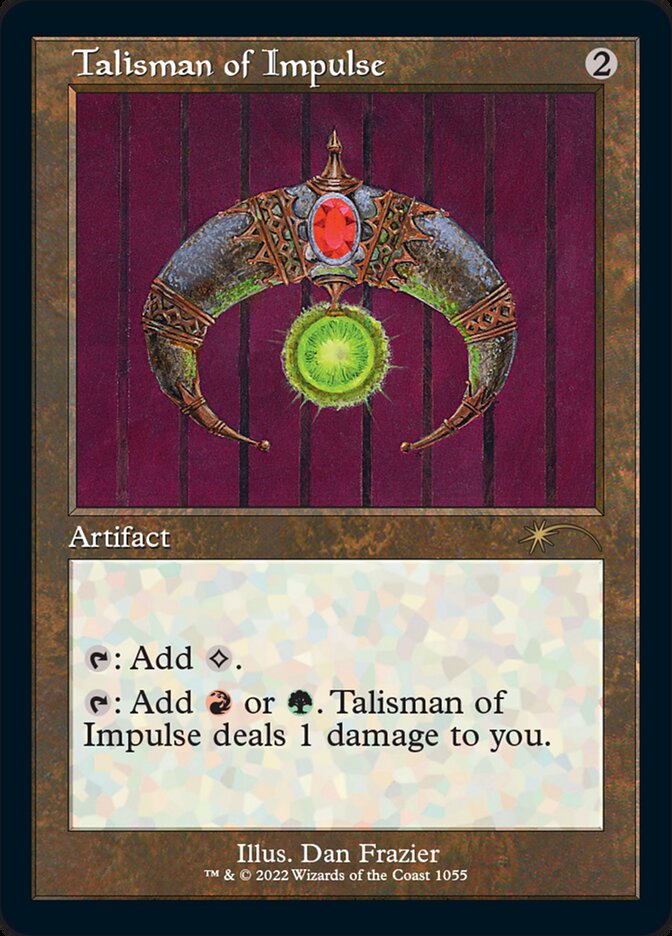 Talisman of Impulse 2
Artifact
: Add .
: Add or . Talisman of
Impulse deals 1 damage to you.
Illus. Dan Frazier
™ & © 2022 Wizards of the Coast 1055